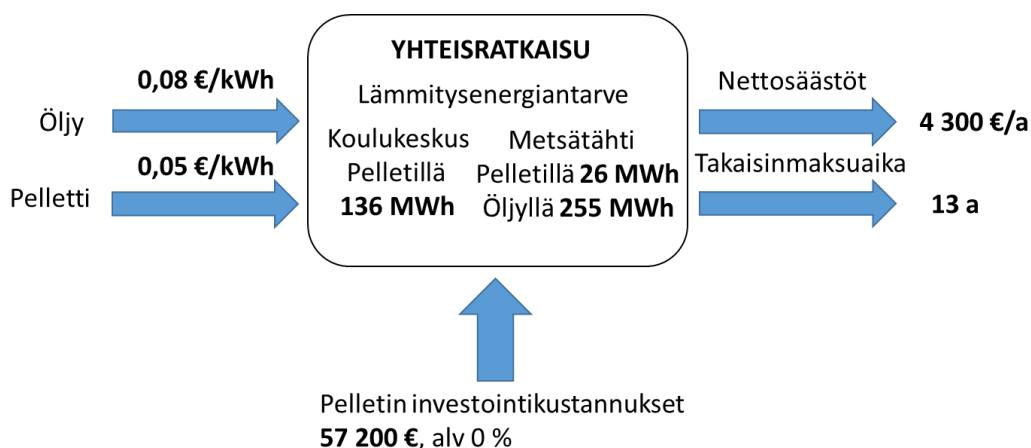 YHTEISRATKAISU
0,08 €/kWh
Öljy
0,05 €/kWh
Pelletti
Lämmitysenergiantarve
Koulukeskus
Pelletillä
136 MWh
Metsätähti
Pelletillä 26 MWh
Öljyllä 255 MWh
Nettosäästöt
4 300 €/a
Takaisinmaksuaika
13 a
Pelletin investointikustannukset
57 200 €, alv 0 %